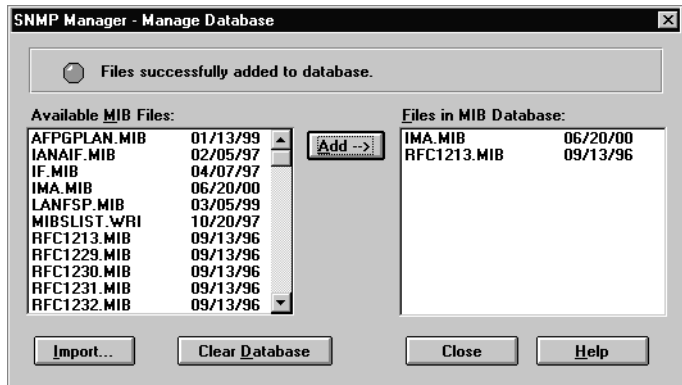 SNMP Manager - Manage Database
Files successfully added to database.
Available MIB Files:
AFPGPLAN.MIB 01/13/99
IANAIF.MIB 02/05/97
IF.MIB 04/07/97
IMA.MIB 06/20/00
LANFSP.MIB 03/05/99
MIBSLIST.WRI 10/20/97
RFC1213.MIB 09/13/96
RFC1229.MIB 09/13/96
RFC1230.MIB 09/13/96
RFC1231.MIB 09/13/96
RFC1232.MIB 09/13/96
Add -->
Files in MIB Database:
IMA.MIB 06/20/00
RFC1213.MIB 09/13/96
Import...
Clear Database
Close
Help